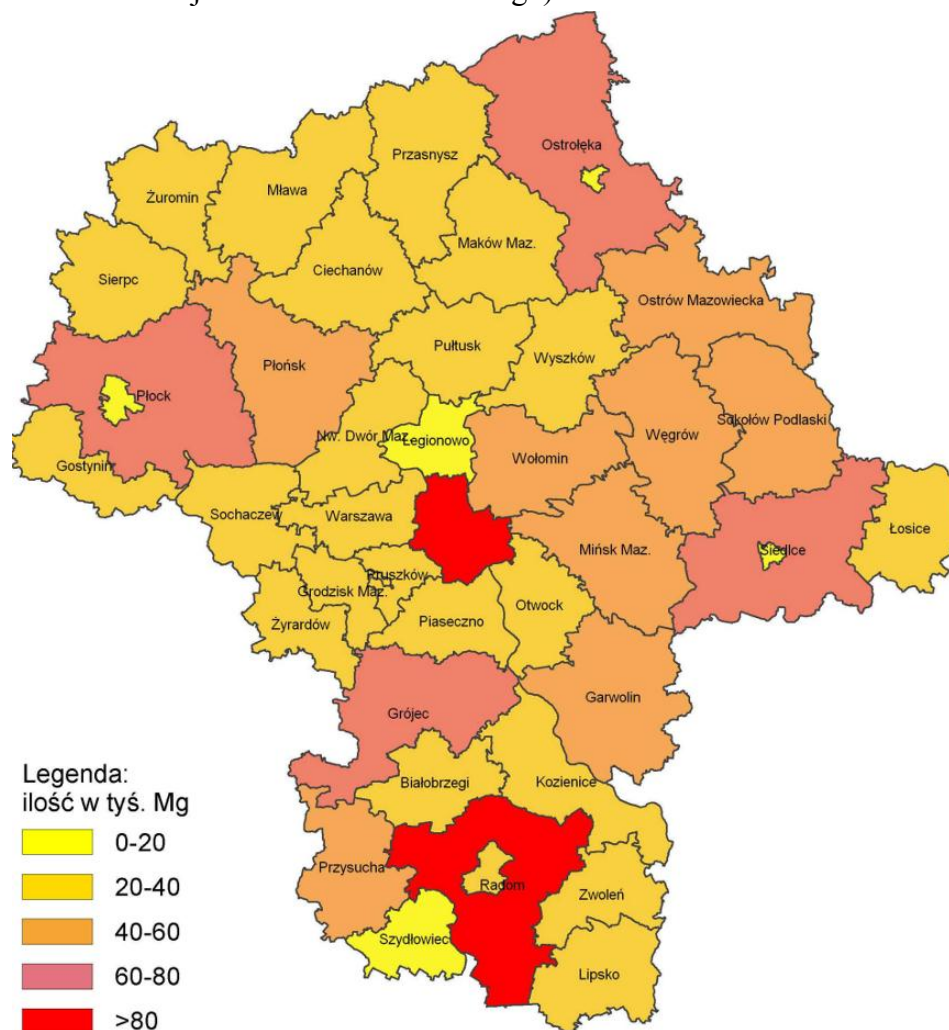 Ostrołęka
Przasnysz
Mława
Żuromin
Maków Maz.
Ciechanów
Sierpc
Ostrów Mazowiecka
Pułtusk
Wyszków
Płońsk
Płock
Sokołów Podlaski
Węgrów
Nw. Dwór Maz.
Legionowo
Wołomin
Gostynin
Sochaczew
Warszawa
Łosice
Mińsk Maz.
Siedlce
Pruszków
Grodzisk Maz.
Otwock
Żyrardów
Piaseczno
Garwolin
Grójec
Białobrzegi
Kozienice
Przysucha
Radom
Zwoleń
Szydłowiec
Lipsko
Legenda:
ilość w tyś. Mg
0-20
20-40
40-60
60-80
>80